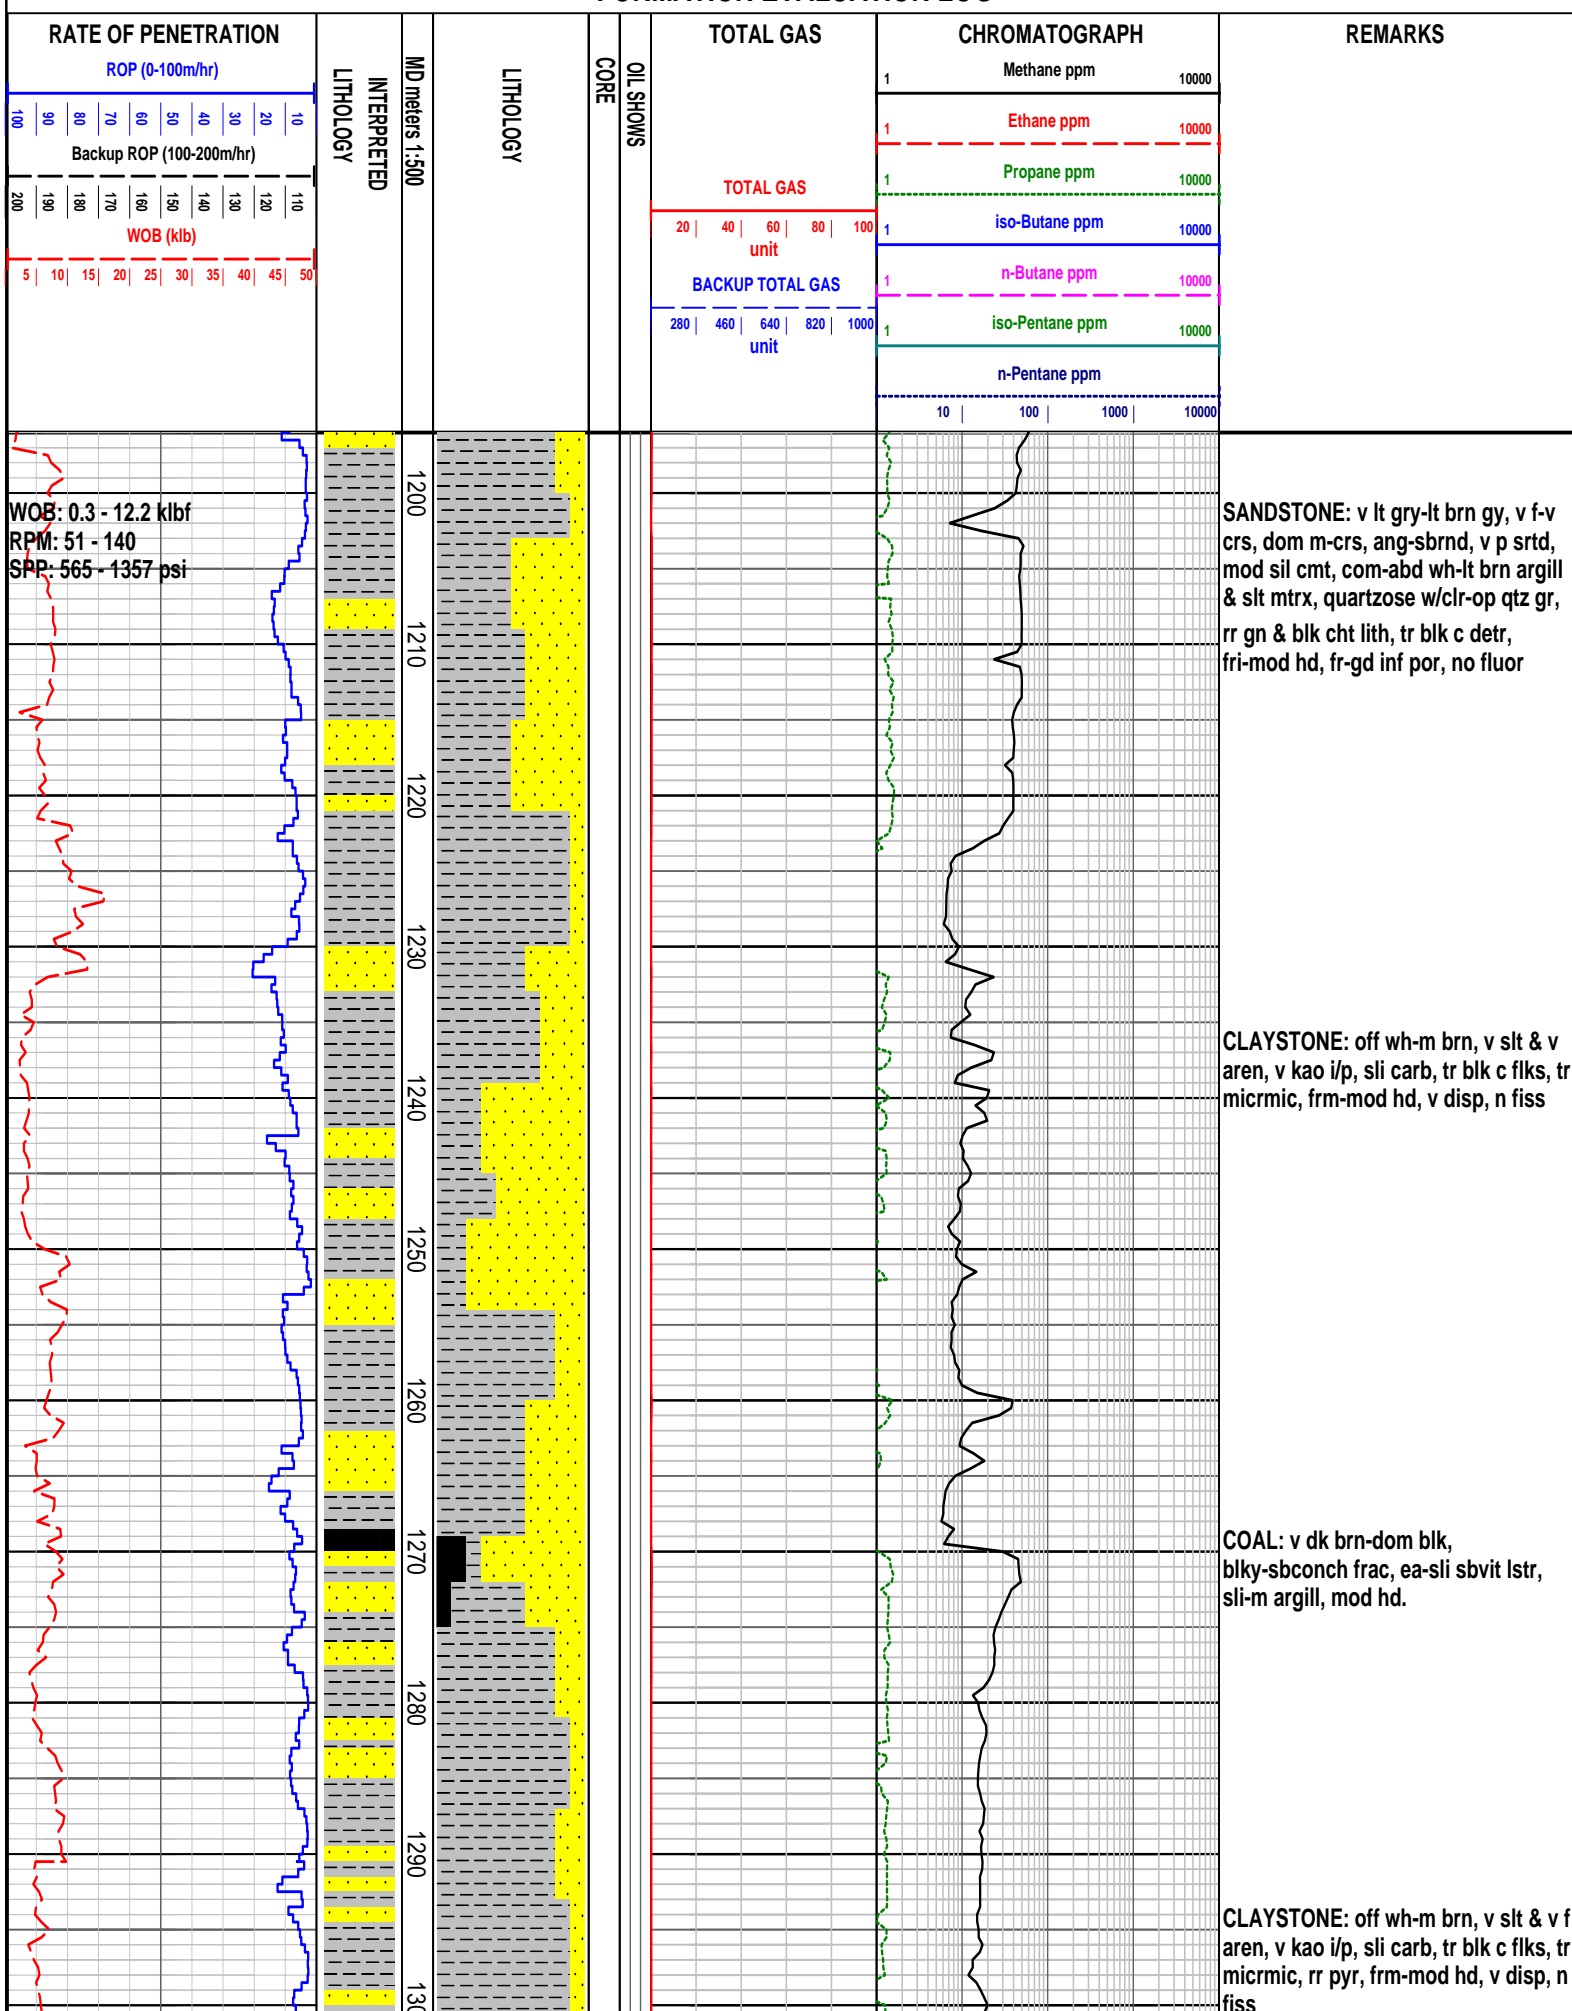 RATE OF PENETRATION
ROP (0-100m/hr)
100 90 80 70 60 50 40 30 20 10
Backup ROP (100-200m/hr)
200 190 180 170 160 150 140 130 120 110
WOB (klb)
5 10 15 20 25 30 35 40 45 50
INTERPRETED
LITHOLOGY
MD meters 1:500
LITHOLOGY
CORE
OIL SHOWS
TOTAL GAS
TOTAL GAS
20 40 60 80 100
unit
BACKUP TOTAL GAS
280 460 640 820 1000
unit
CHROMATOGRAPH
Methane ppm
1 10000
Ethane ppm
1 10000
Propane ppm
1 10000
iso-Butane ppm
1 10000
n-Butane ppm
1 10000
iso-Pentane ppm
1 10000
n-Pentane ppm
10 100 1000 10000
REMARKS
WOB: 0.3 - 12.2 klbf
RPM: 51 - 140
SPP: 565 - 1357 psi
1200
1210
1220
1230
1240
1250
1260
1270
1280
1290
SANDSTONE: v lt gry-lt brn gy, v f-v
crs, dom m-crs, ang-sbrnd, v p srtd,
mod sil cmt, com-abd wh-lt brn argill
& slt mtrx, quartzose w/clr-op qtz gr,
rr gn & blk cht lith, tr blk c detr,
fri-mod hd, fr-gd inf por, no fluor
CLAYSTONE: off wh-m brn, v slt & v
aren, v kao i/p, sli carb, tr blk c flks, tr
micrmic, frm-mod hd, v disp, n fiss
COAL: v dk brn-dom blk,
blky-sbconch frac, ea-sli sbvit lstr,
sli-m argill, mod hd.
CLAYSTONE: off wh-m brn, v slt & v f
aren, v kao i/p, sli carb, tr blk c flks, tr
micrmic, rr pyr, frm-mod hd, v disp, n
fiss